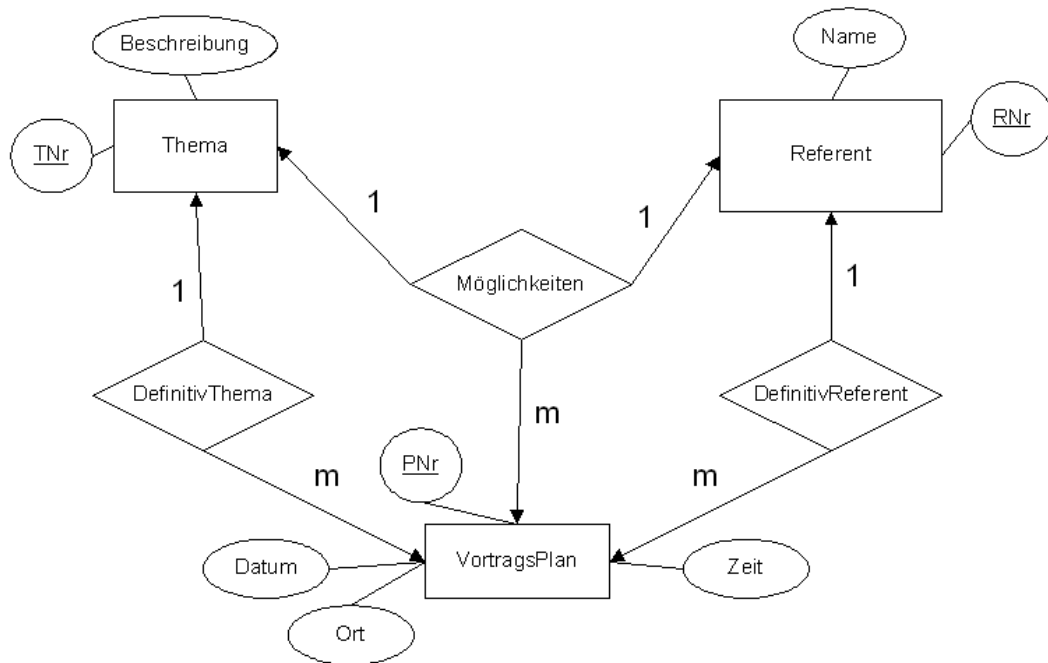 Beschreibung
Name
TNr
Thema
Referent
RNr
1
1
Möglichkeiten
1
1
DefinitivThema
DefinitivReferent
m
m
m
PNr
VortragsPlan
Datum
Zeit
Ort